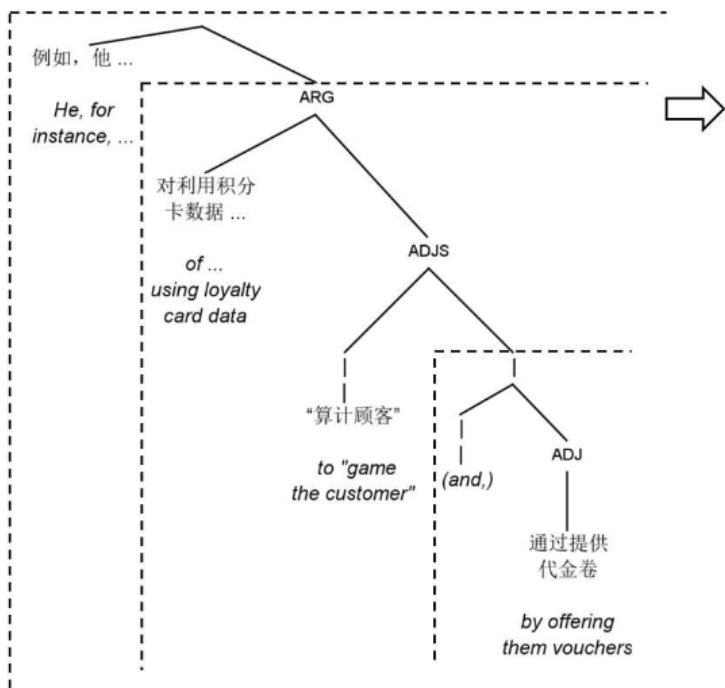 例如，他 ...
He, for
instance, ...
ARG
对利用积分
卡数据 ...
of ...
using loyalty
card data
ADJS
“算计顾客”
to "game
the customer"
(and,)
ADJ
通过提供
代金卷
by offering
them vouchers